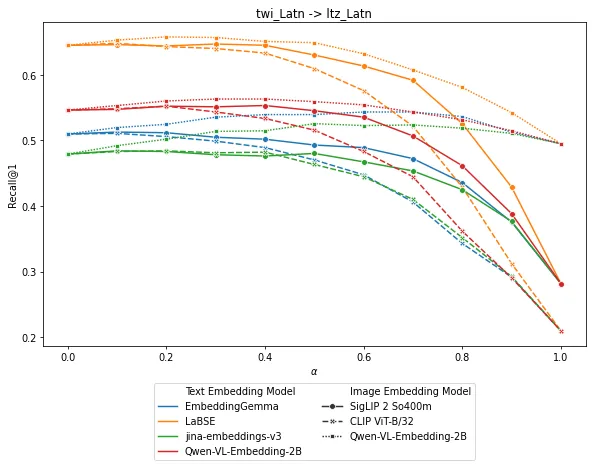 twi_Latn -> ltz_Latn
Recall@1
0.6
0.5
0.4
0.3
0.2
0.0 0.2 0.4 0.6 0.8 1.0
α
Text Embedding Model Image Embedding Model
EmbeddingGemma SigLIP 2 So400m
LaBSE CLIP ViT-B/32
jina-embeddings-v3 Qwen-VL-Embedding-2B
Qwen-VL-Embedding-2B